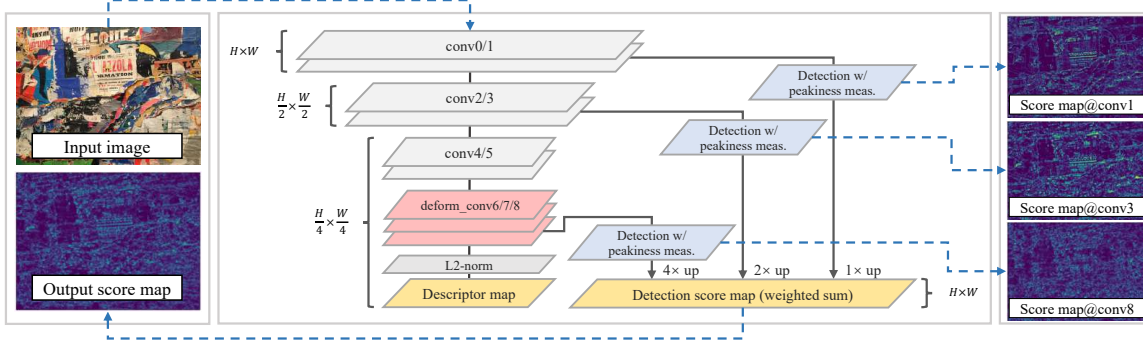 Input image
Output score map
H×W
conv0/1
H/2 × W/2
conv2/3
conv4/5
H/4 × W/4
deform_conv6/7/8
L2-norm
Descriptor map
Detection w/
peakiness meas.
Detection w/
peakiness meas.
Detection w/
peakiness meas.
4× up
2× up
1× up
Detection score map (weighted sum)
H×W
Score map@conv1
Score map@conv3
Score map@conv8